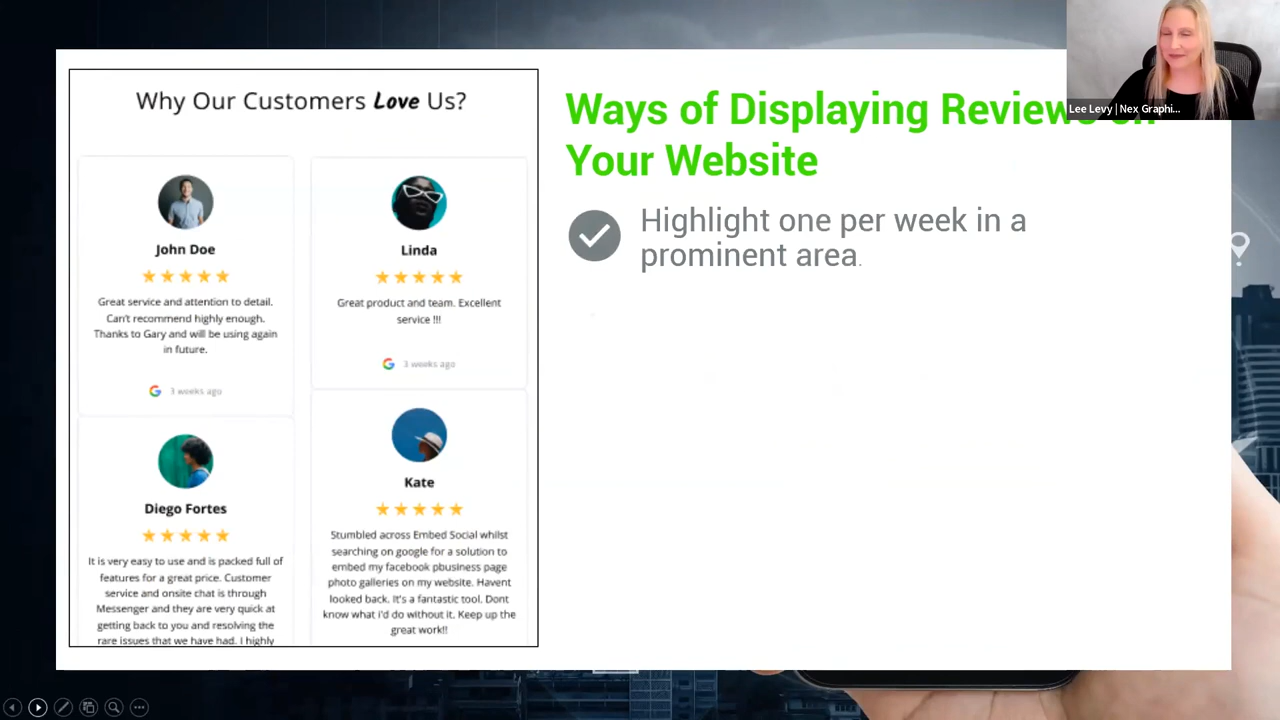 Why Our Customers Love Us?
John Doe
Great service and attention to detail.
Can't recommend highly enough.
Thanks to Gary and will be using again
in future.
3 weeks ago
Linda
Great product and team. Excellent
service !!!
3 weeks ago
Diego Fortes
It is very easy to use and is packed full of
features for a great price. Customer
service and onsite chat is through
Messenger and they are very quick at
getting back to you and resolving the
rare issues that we have had. I highly
Kate
Stumbled across Embed Social whilst
searching on google for a solution to
embed my facebook pbusiness page
photo galleries on my website. Havent
looked back. It's a fantastic tool. Dont
know what i'd do without it. Keep up the
great work!!
Ways of Displaying Reviews
Your Website
Highlight one per week in a
prominent area.
Lee Levy | Nex Graphi...